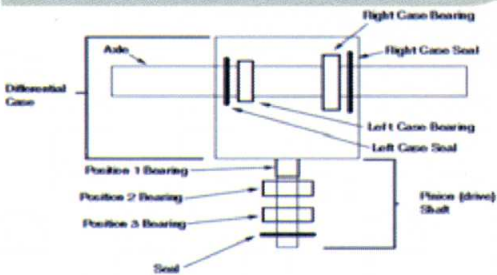 Right Case Bearing
Axle
Right Case Seal
Differential
Case
Left Case Bearing
Left Case Seal
Position 1 Bearing
Position 2 Bearing
Pinion (drive)
Shaft
Position 3 Bearing
Seal